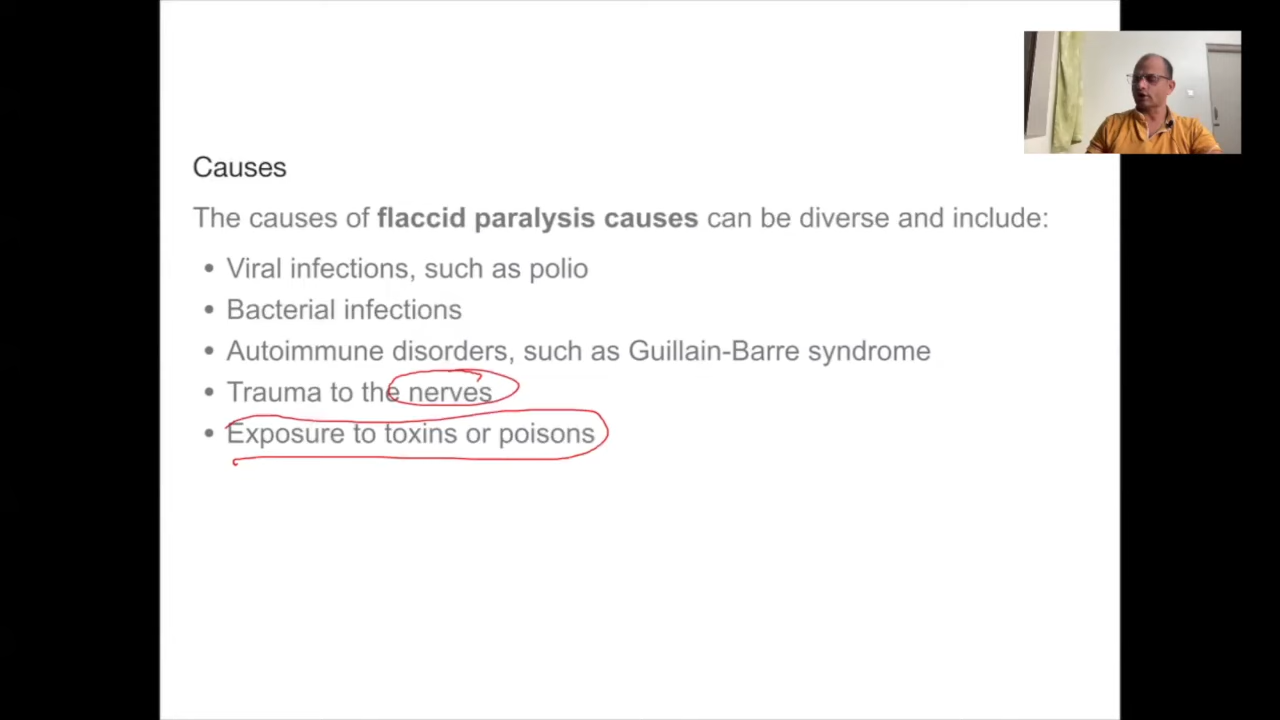 Causes
The causes of flaccid paralysis causes can be diverse and include:
• Viral infections, such as polio
• Bacterial infections
• Autoimmune disorders, such as Guillain-Barre syndrome
• Trauma to the nerves
• Exposure to toxins or poisons